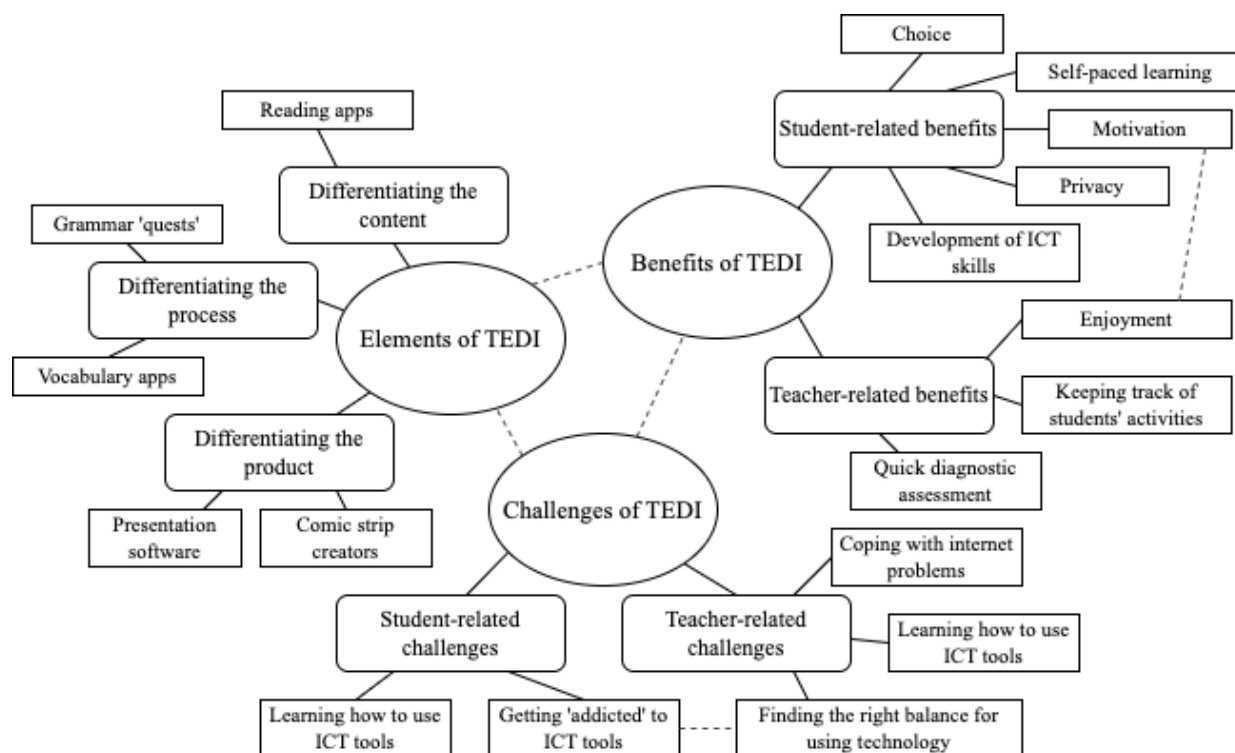 Choice
Self-paced learning
Reading apps
Student-related benefits
Motivation
Differentiating the
content
Privacy
Grammar 'quests'
Development of ICT
skills
Benefits of TEDI
Differentiating the
process
Enjoyment
Elements of TEDI
Vocabulary apps
Teacher-related benefits
Keeping track of
students' activities
Differentiating the
product
Quick diagnostic
assessment
Presentation
software
Comic strip
creators
Challenges of TEDI
Coping with internet
problems
Student-related
challenges
Teacher-related
challenges
Learning how to use
ICT tools
Learning how to use
ICT tools
Getting 'addicted' to
ICT tools
Finding the right balance for
using technology